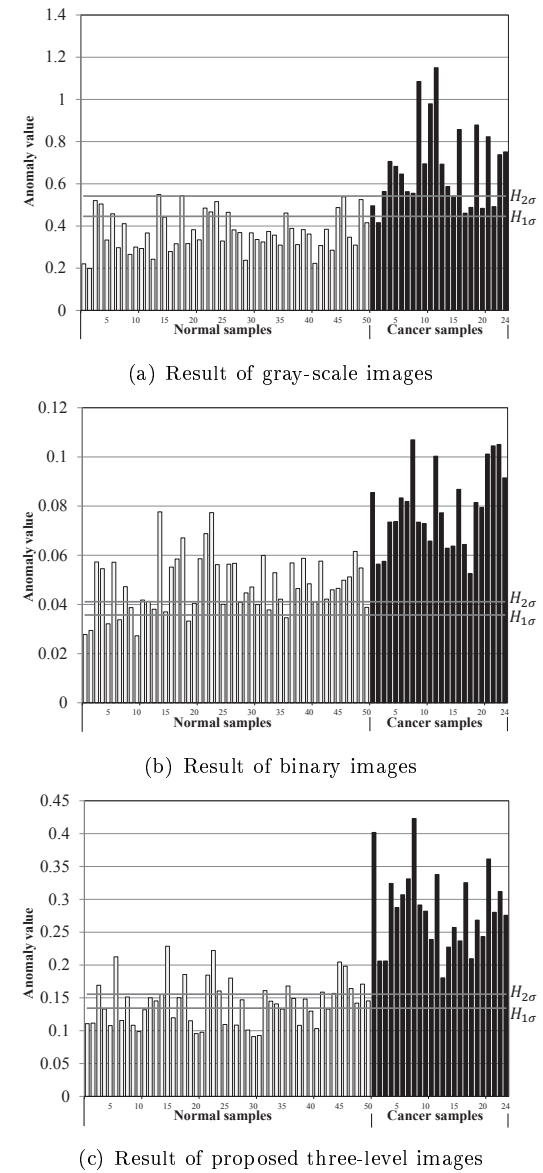 1.4
1.2
1
0.8
0.6
0.4
0.2
0
Anomaly value
H2σ
H1σ
5 10 15 20 25 30 35 40 45 50 5 10 15 20 24
Normal samples Cancer samples
(a) Result of gray-scale images
0.12
0.1
0.08
0.06
0.04
0.02
0
Anomaly value
H2σ
H1σ
5 10 15 20 25 30 35 40 45 50 5 10 15 20 24
Normal samples Cancer samples
(b) Result of binary images
0.45
0.4
0.35
0.3
0.25
0.2
0.15
0.1
0.05
0
Anomaly value
H2σ
H1σ
5 10 15 20 25 30 35 40 45 50 5 10 15 20 24
Normal samples Cancer samples
(c) Result of proposed three-level images